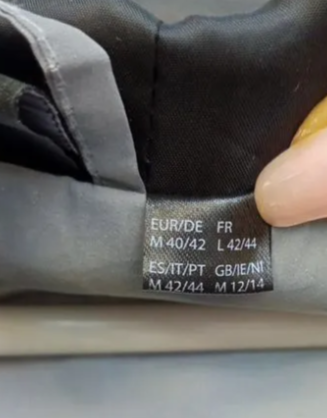 EUR/DE FR
M 40/42 L 42/44
ES/IT/PT GB/IE/NI
M 42/44 M 12/14